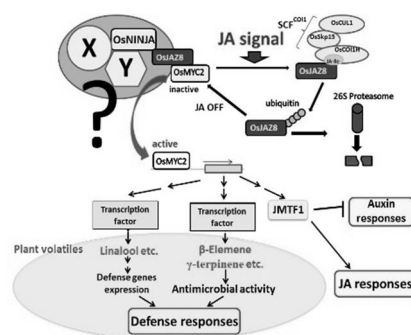 SCF^COI1
OsCUL1
OsSkp15
OsCOI1H
JA-Ile
OsJAZ8
JA signal
X
OsNINJA
Y
OsJAZ8
OsMYC2
inactive
JA OFF
ubiquitin
OsJAZ8
26S Proteasome
?
active
OsMYC2
Transcription
factor
Transcription
factor
JMTF1
Auxin
responses
Plant volatiles
Linalool etc.
β-Elemene
γ-terpinene etc.
Defense genes
expression
Antimicrobial activity
JA responses
Defense responses